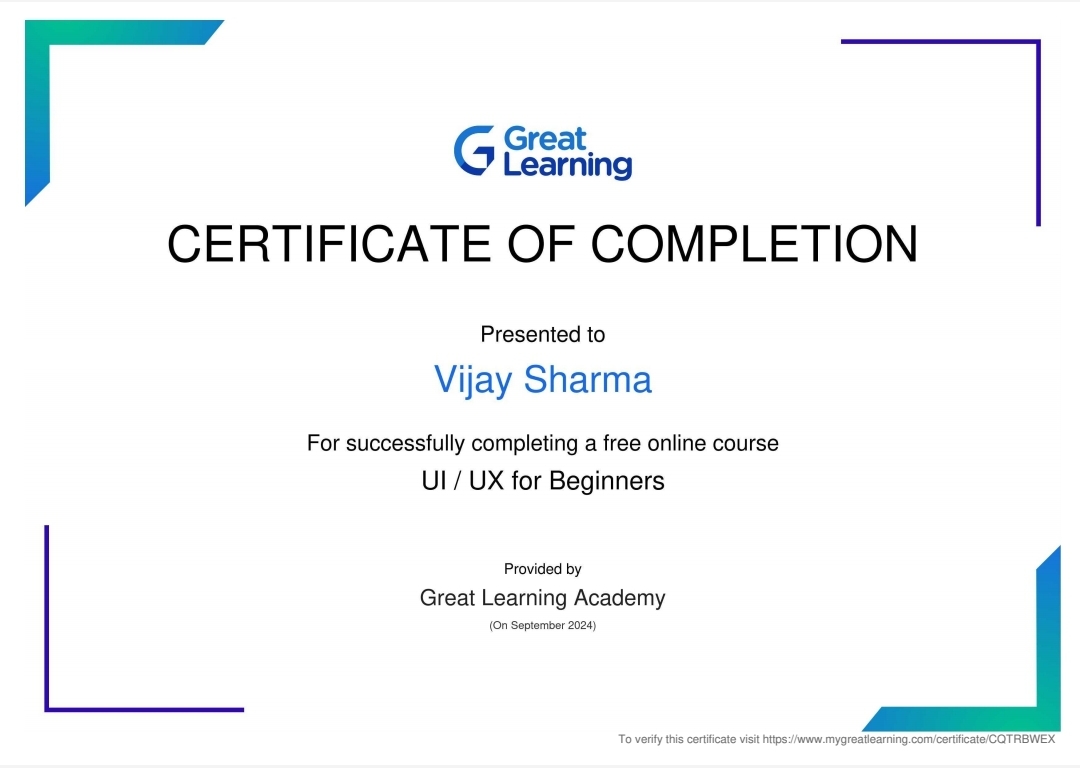 Great
Learning
CERTIFICATE OF COMPLETION
Presented to
Vijay Sharma
For successfully completing a free online course
UI / UX for Beginners
Provided by
Great Learning Academy
(On September 2024)
To verify this certificate visit https://www.mygreatlearning.com/certificate/CQTRBWEX